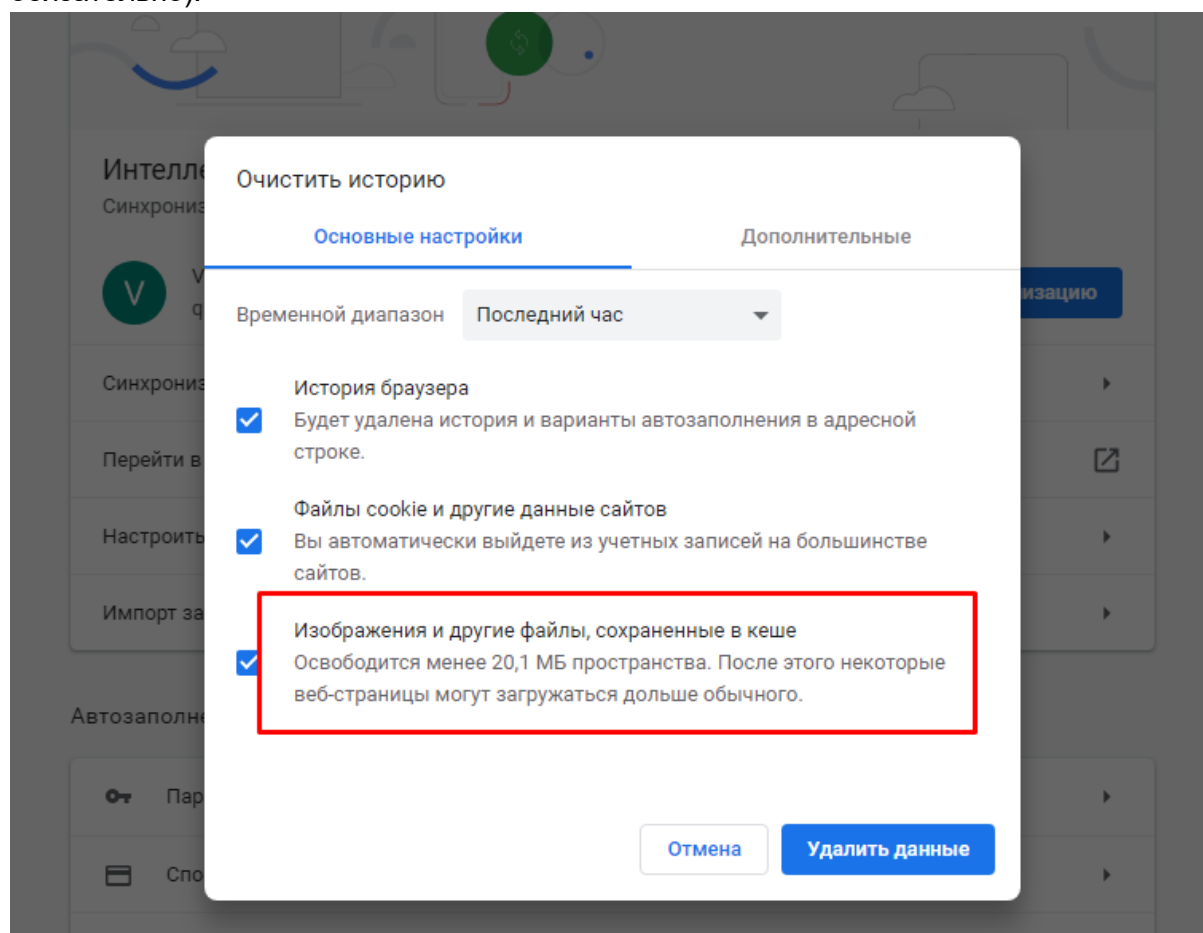 Интелле
Синхрониз
Очистить историю
Основные настройки
Дополнительные
V
V
q
изацию
Временной диапазон
Последний час
Синхрониз
История браузера
Будет удалена история и варианты автозаполнения в адресной
строке.
Перейти в
Файлы cookie и другие данные сайтов
Вы автоматически выйдете из учетных записей на большинстве
сайтов.
Настроить
Импорт за
Изображения и другие файлы, сохраненные в кеше
Освободится менее 20,1 МБ пространства. После этого некоторые
веб-страницы могут загружаться дольше обычного.
Автозаполне
Пар
Отмена
Удалить данные
Спо